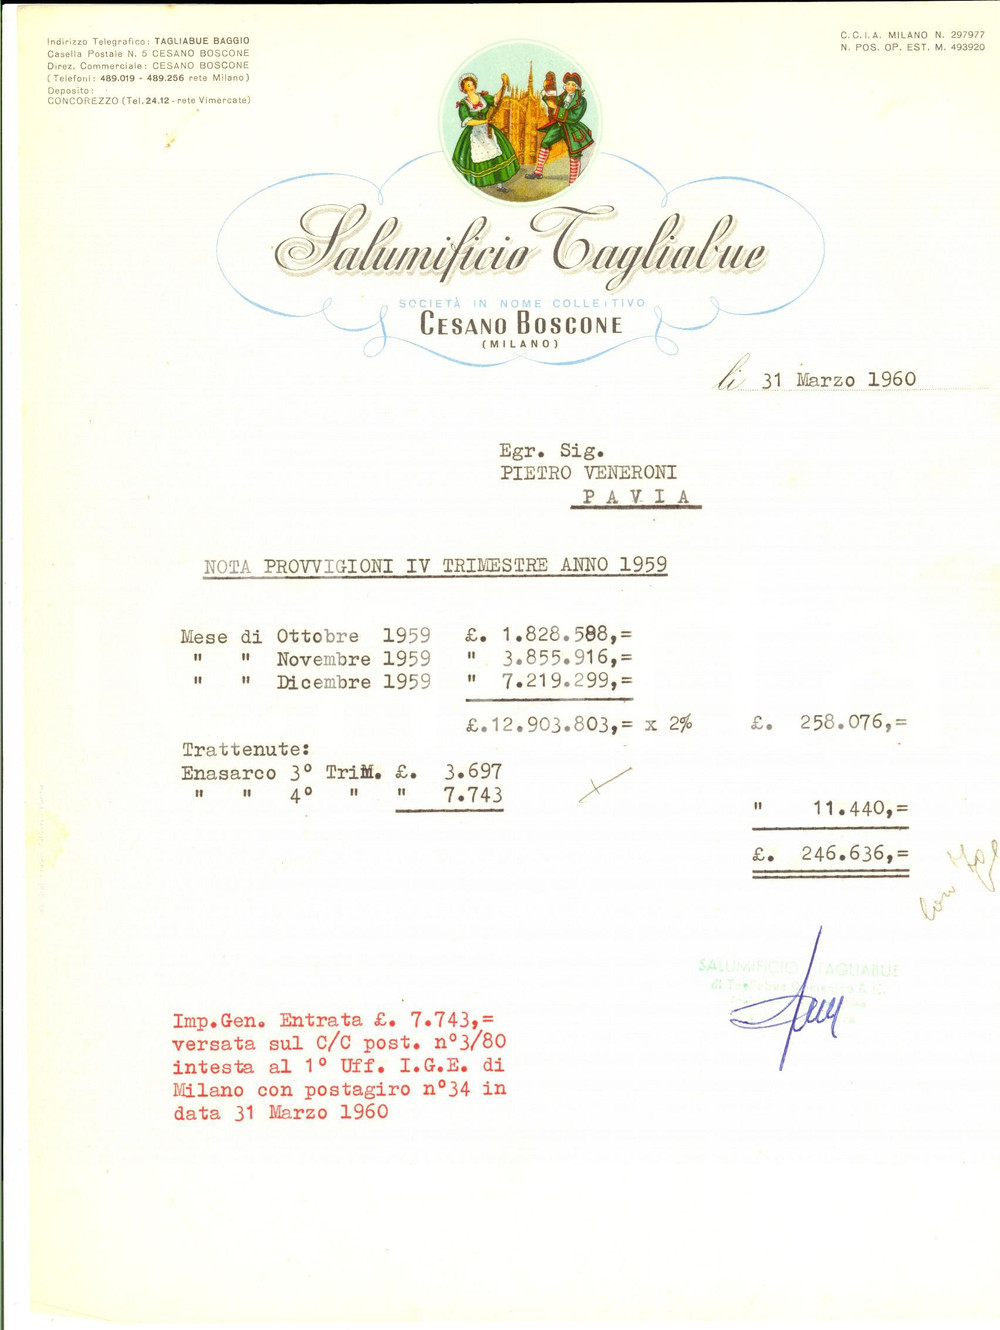 Indirizzo Telegrafico: TAGLIABUE BAGGIO
Casella Postale N. 5 CESANO BOSCONE
Direz. Commerciale: CESANO BOSCONE
(Telefoni: 489.019 - 489.256 rete Milano)
Deposito:
CONCOREZZO (Tel. 24.12 - rete Vimercate)
C.C.I.A. MILANO N. 297977
N. POS. OP. EST. M. 493920
Salumificio Tagliabue
SOCIETÀ IN NOME COLLETTIVO
CESANO BOSCONE
(MILANO)
li 31 Marzo 1960
Egr. Sig.
PIETRO VENERONI
P A V I A
NOTA PROVVIGIONI IV TRIMESTRE ANNO 1959
Mese di Ottobre 1959 £. 1.828.588,=
" " Novembre 1959 " 3.855.916,=
" " Dicembre 1959 " 7.219.299,=
£.12.903.803,= x 2% £. 258.076,=
Trattenute:
Enasarco 3° Trim. £. 3.697
" " 4° " " 7.743
" 11.440,=
£. 246.636,=
SALUMIFICIO TAGLIABUE
Imp.Gen. Entrata £. 7.743,=
versata sul C/C post. n°3/80
intesta al 1° Uff. I.G.E. di
Milano con postagiro n°34 in
data 31 Marzo 1960